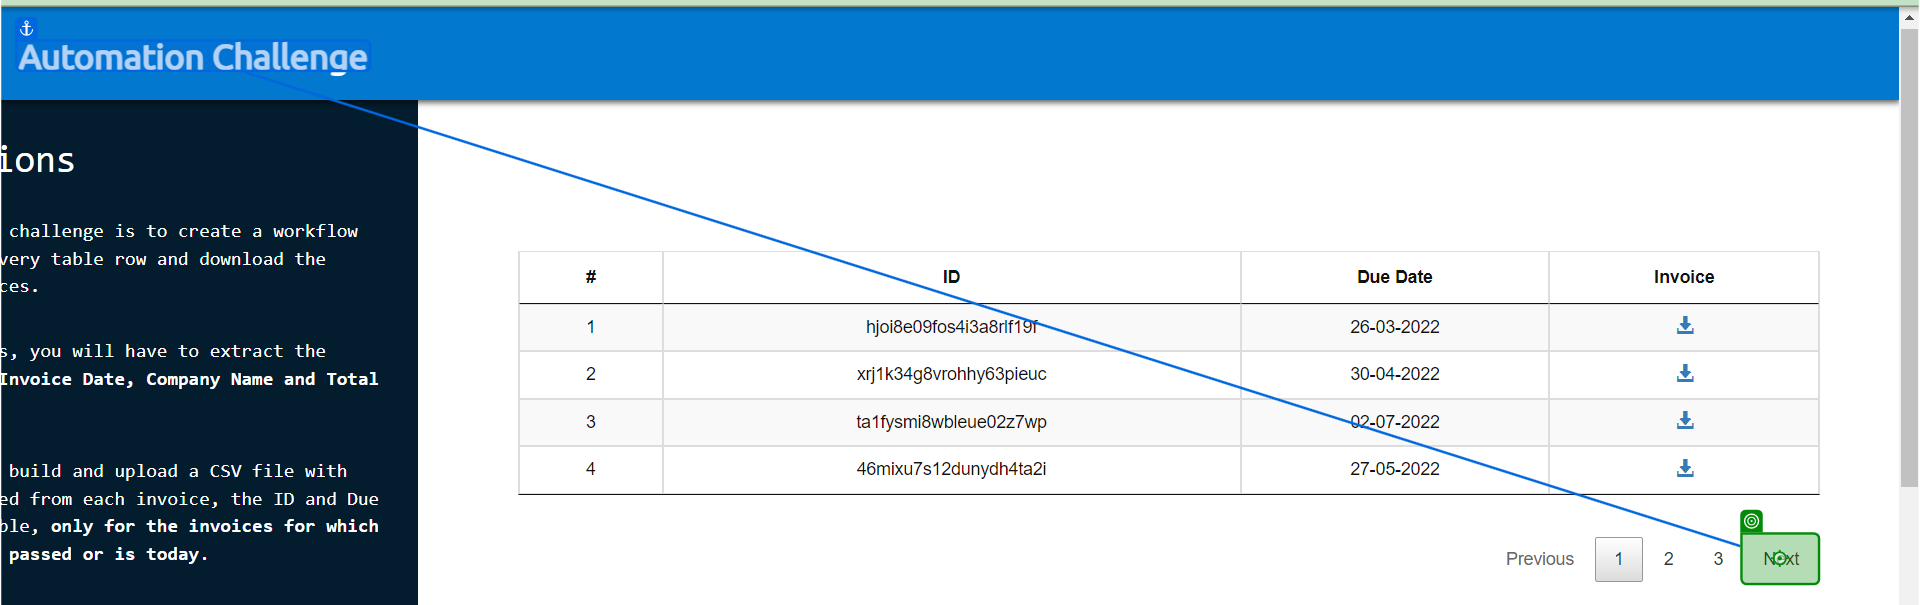 Automation Challenge
ions
challenge is to create a workflow
very table row and download the
ces.
s, you will have to extract the
Invoice Date, Company Name and Total
build and upload a CSV file with
ed from each invoice, the ID and Due
ble, only for the invoices for which
passed or is today.
# ID Due Date Invoice
1 hjoi8e09fos4i3a8rlf19f 26-03-2022
2 xrj1k34g8vrohhy63pieuc 30-04-2022
3 ta1fysmi8wbleue02z7wp 02-07-2022
4 46mixu7s12dunydh4ta2i 27-05-2022
Previous 1 2 3 Next